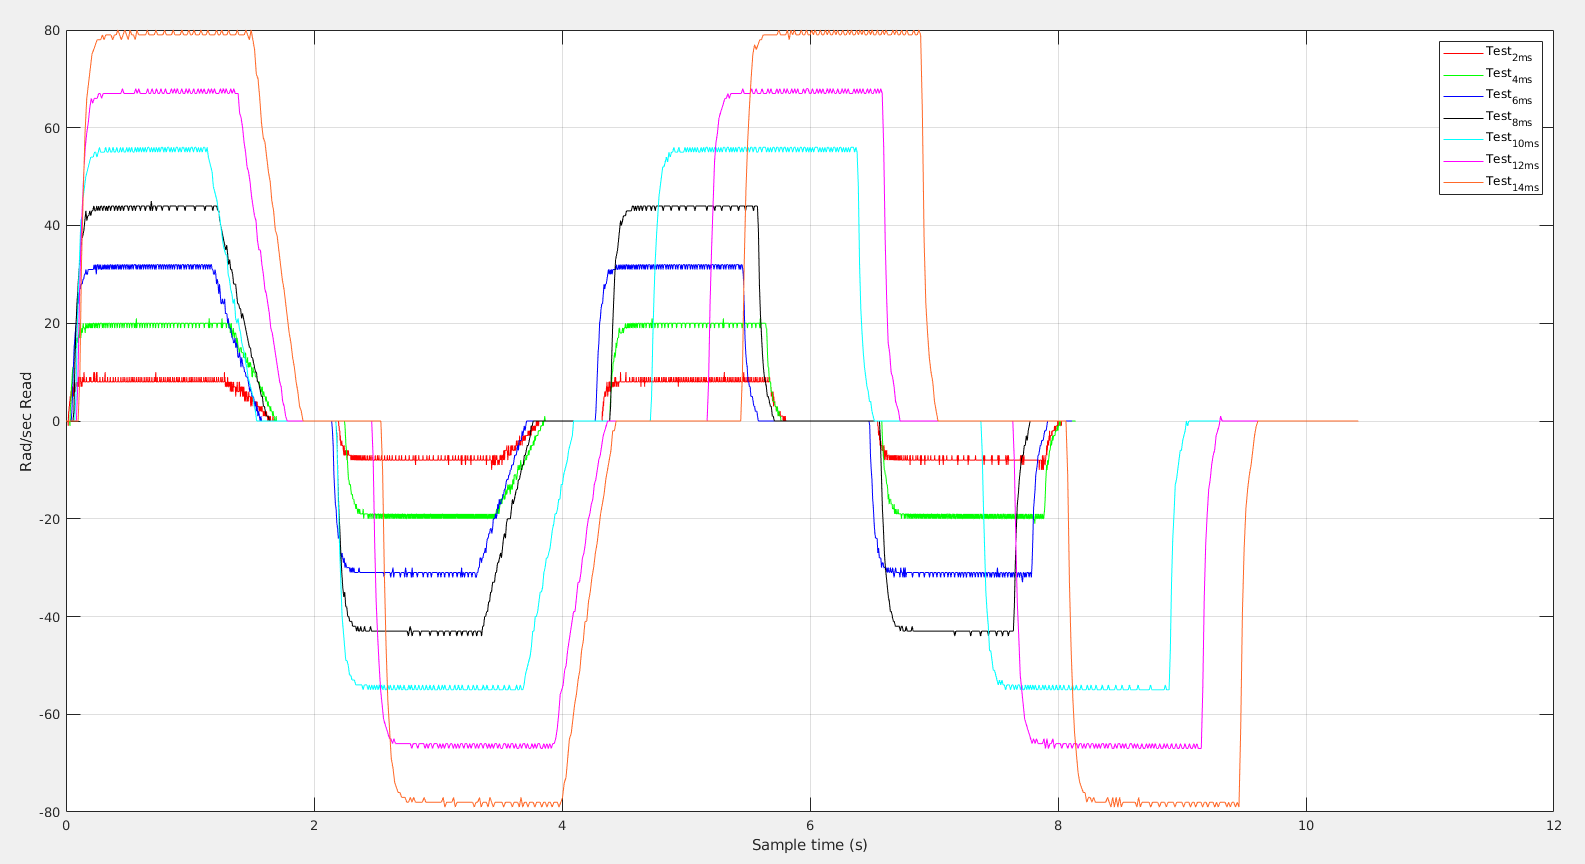 80
60
40
20
0
-20
-40
-60
-80
Rad/sec Read
0 2 4 6 8 10 12
Sample time (s)
Test2ms
Test4ms
Test6ms
Test8ms
Test10ms
Test12ms
Test14ms